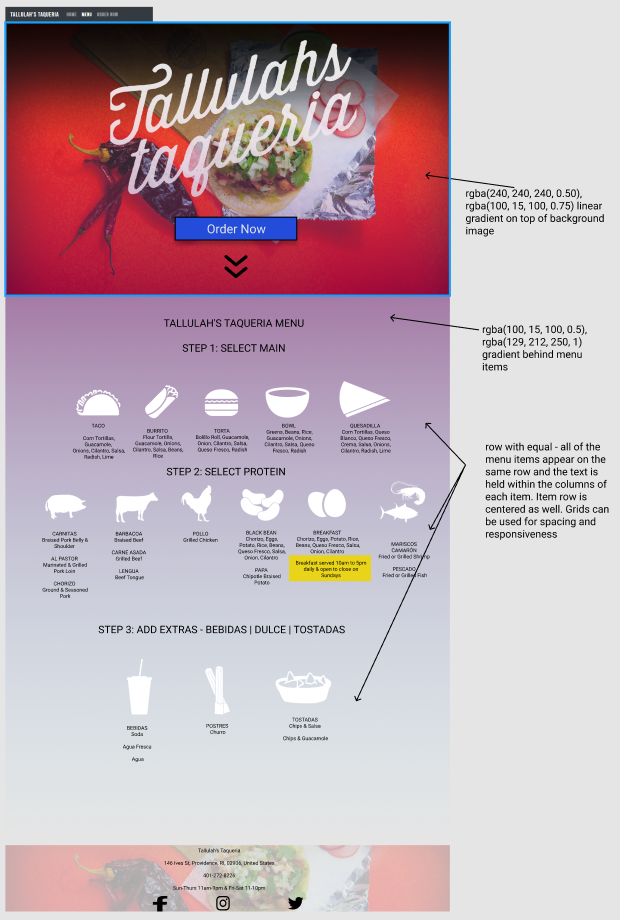 TALLULAH'S TAQUERIA HOME MENU ORDER NOW
Tallulahs
taqueria
Order Now
rgba(240, 240, 240, 0.50),
rgba(100, 15, 100, 0.75) linear
gradient on top of background
image
TALLULAH'S TAQUERIA MENU
rgba(100, 15, 100, 0.5),
rgba(129, 212, 250, 1)
gradient behind menu
items
STEP 1: SELECT MAIN
TACO
Corn Tortillas,
Guacamole,
Onions, Cilantro, Salsa,
Radish, Lime
BURRITO
Flour Tortilla,
Guacamole, Onions,
Cilantro, Salsa, Beans,
Rice
TORTA
Bolillo Roll, Guacamole,
Onion, Cilantro, Salsa,
Queso Fresco, Radish
BOWL
Greens, Beans, Rice,
Guacamole, Onions,
Cilantro, Salsa,
Radish, Lime
QUESADILLA
Corn Tortillas, Queso
Blanco, Queso Fresco,
Crema, Salsa, Onions,
Cilantro, Radish, Lime
row with equal - all of the
menu items appear on the
same row and the text is
held within the columns of
each item. Item row is
centered as well. Grids can
be used for spacing and
responsiveness
STEP 2: SELECT PROTEIN
CARNITAS
Braised Pork Belly &
Shoulder
AL PASTOR
Marinated & Grilled
Pork Loin
CHORIZO
Ground & Seasoned
Pork
BARBACOA
Braised Beef
CARNE ASADA
Grilled Beef
LENGUA
Beef Tongue
POLLO
Grilled Chicken
BLACK BEAN
Chorizo, Eggs,
Potato, Rice, Beans,
Queso Fresco, Salsa,
Onion, Cilantro
PAPA
Chipotle Braised
Potato
BREAKFAST
Chorizo, Eggs, Potato, Rice,
Beans, Queso Fresco, Salsa,
Onion, Cilantro
Breakfast served 10am to 5pm
daily & open to close on
Sundays
MARISCOS
CAMARÓN
Fried or Grilled Shrimp
PESCADO
Fried or Grilled Fish
STEP 3: ADD EXTRAS - BEBIDAS | DULCE | TOSTADAS
BEBIDAS
Soda
Agua Fresca
Agua
POSTRES
Churro
TOSTADAS
Chips & Salsa
Chips & Guacamole
Tallulah's Taqueria
146 Ives St, Providence, RI, 02906, United States
401-272-8226
Sun-Thurs 11am-9pm & Fri-Sat 11-10pm